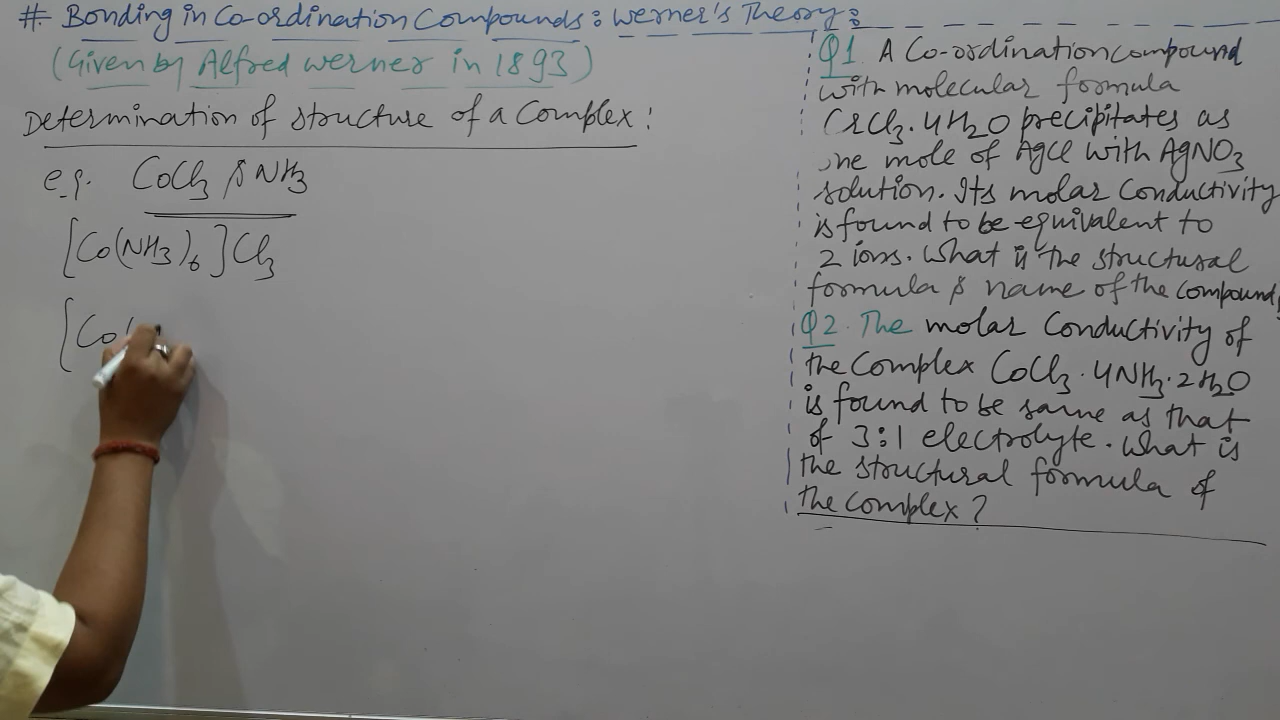 # Bonding in Co-ordination Compounds: Werner's Theory:
(Given by Alfred Werner in 1893)
Determination of structure of a Complex:
e.g. CoCl3 & NH3
[Co(NH3)6]Cl3
[Co(
Q1. A Co-ordination compound
with molecular formula
CrCl3.4H2O precipitates as
one mole of AgCl with AgNO3
solution. Its molar Conductivity
is found to be equivalent to
2 ions. What is the structural
formula & name of the compound?
Q2. The molar Conductivity of
the Complex CoCl3.4NH3.2H2O
is found to be same as that
of 3:1 electrolyte. What is
the structural formula of
the Complex?